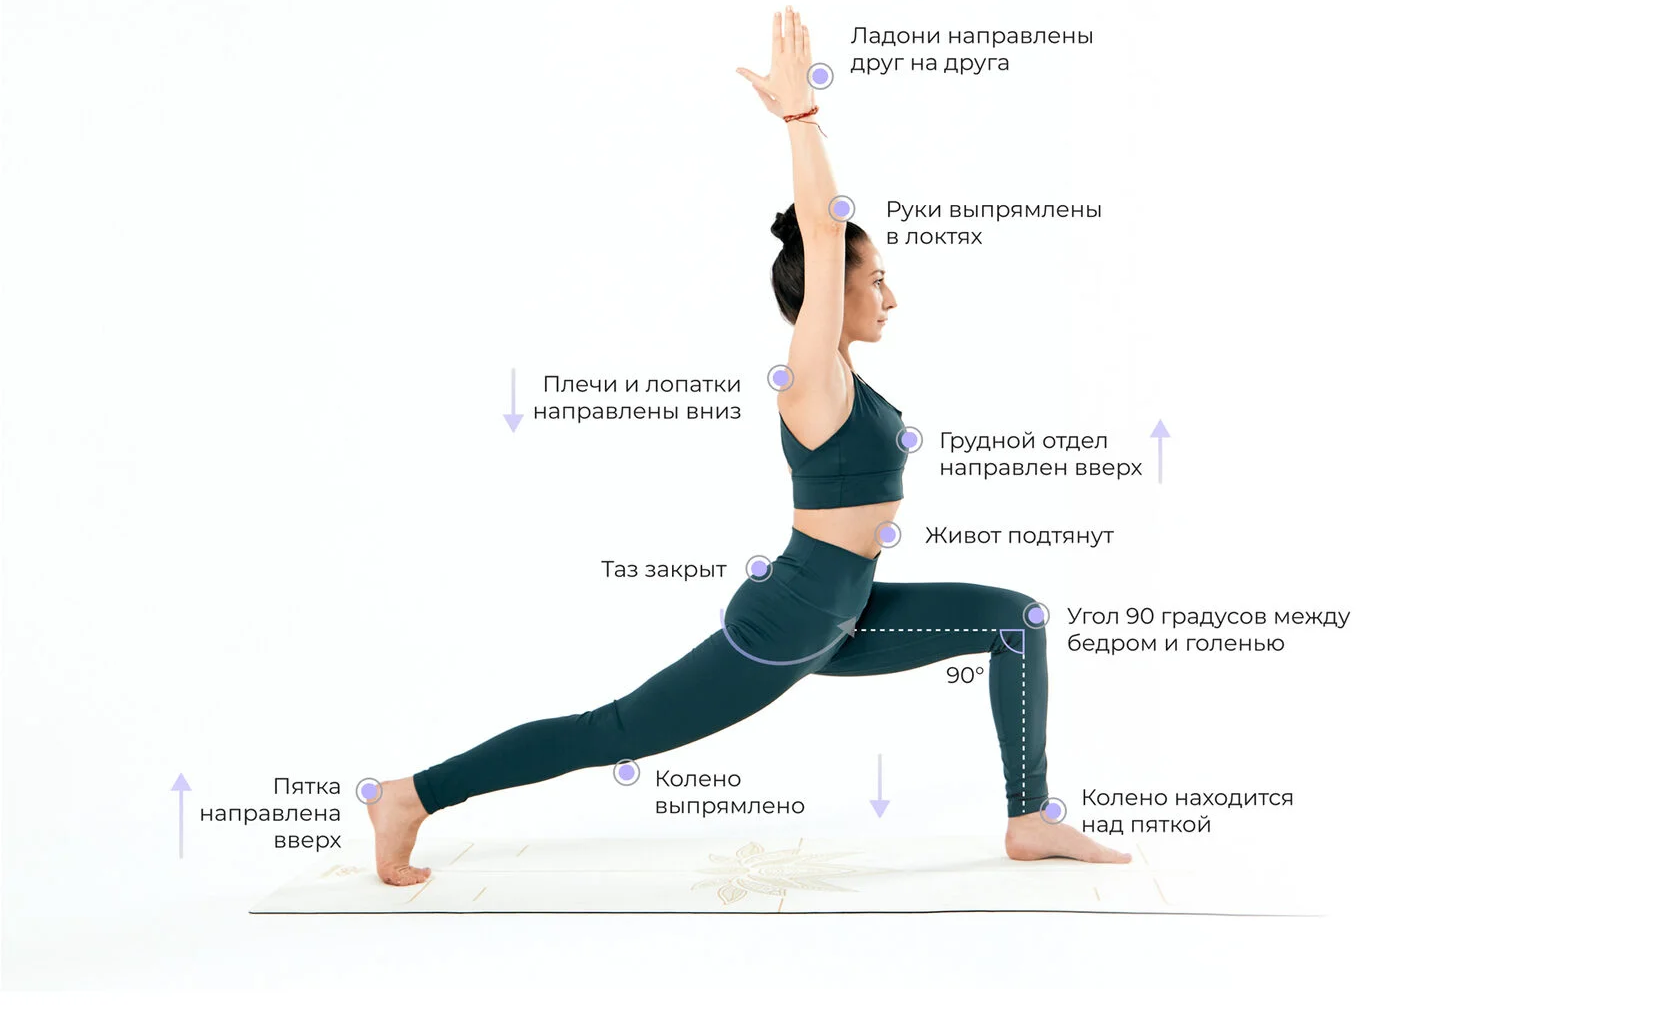 Ладони направлены
друг на друга
Руки выпрямлены
в локтях
Плечи и лопатки
направлены вниз
Грудной отдел
направлен вверх
Живот подтянут
Таз закрыт
Угол 90 градусов между
бедром и голенью
90°
Пятка
направлена
вверх
Колено
выпрямлено
Колено находится
над пяткой